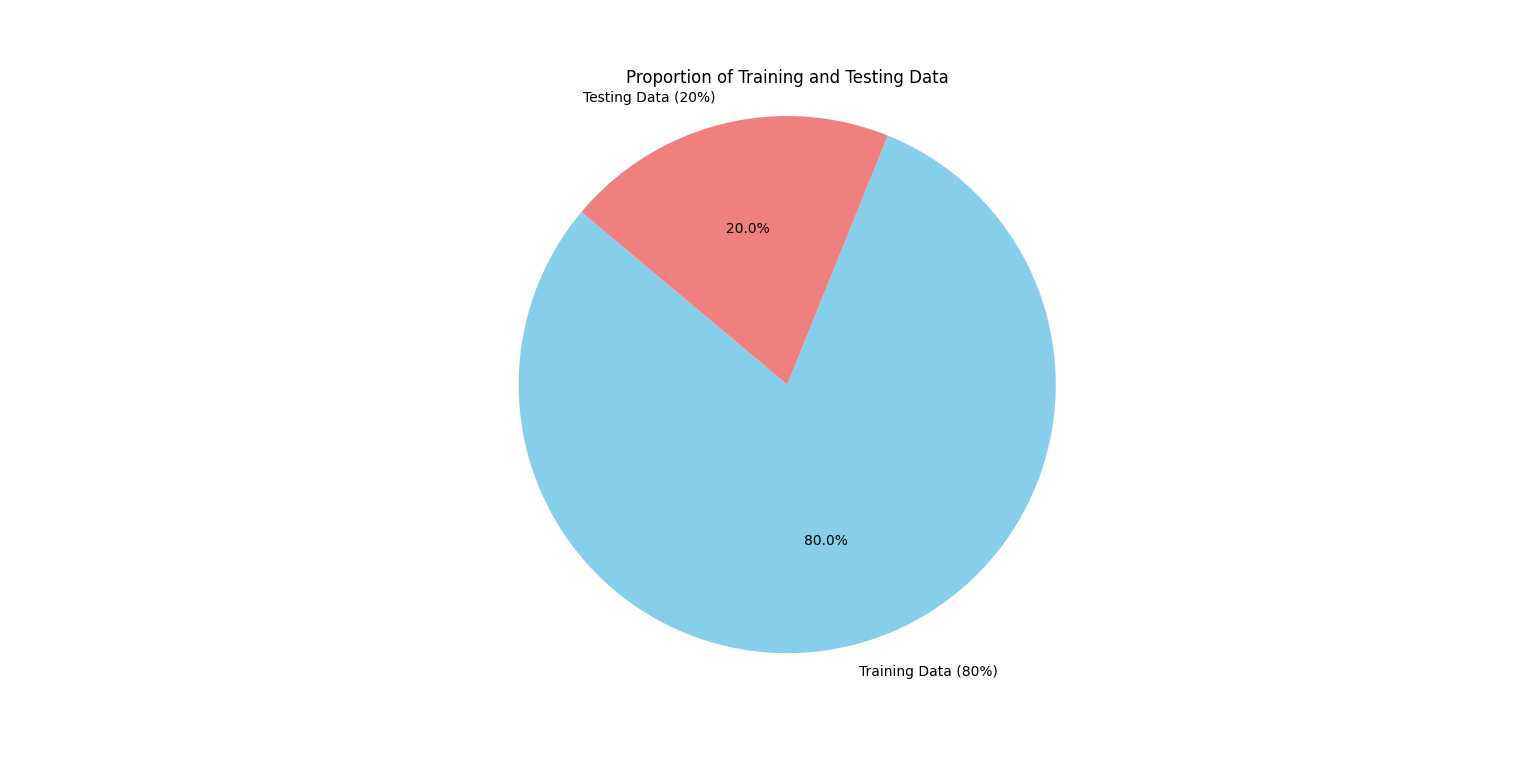 Proportion of Training and Testing Data
Testing Data (20%)
20.0%
80.0%
Training Data (80%)